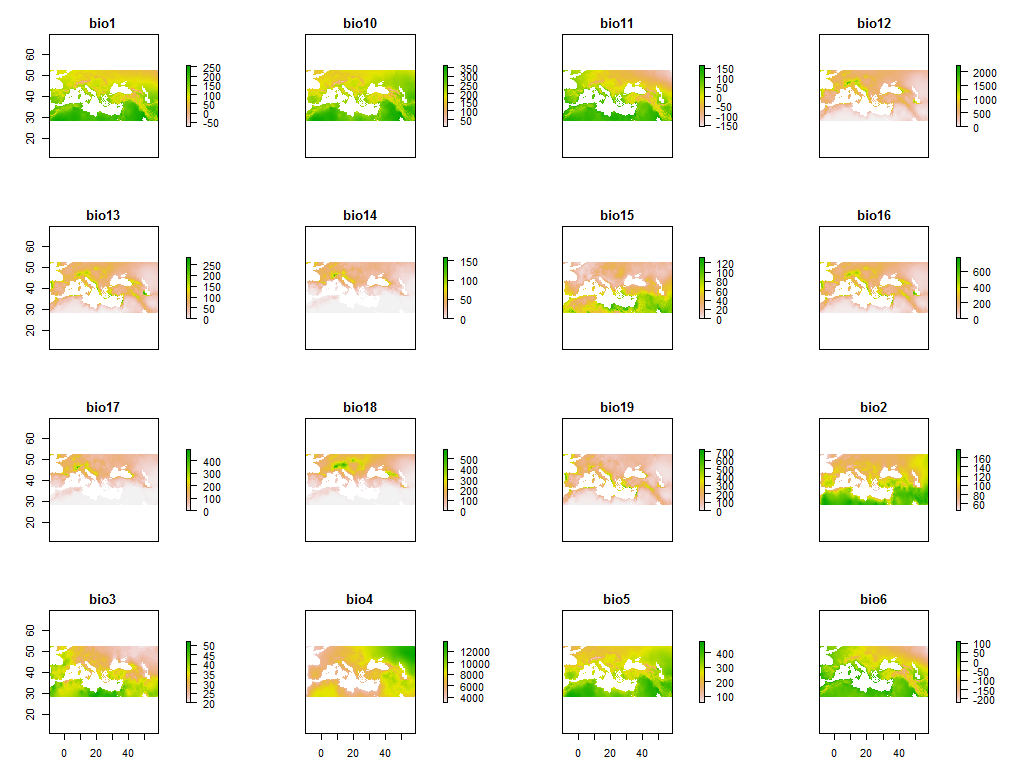 bio1 bio10 bio11 bio12
60 50 40 30 20
250 200 150 100 50 0 -50
350 300 250 200 150 100 50
150 100 50 0 -50 -100 -150
2000 1500 1000 500 0
bio13 bio14 bio15 bio16
60 50 40 30 20
250 200 150 100 50 0
150 100 50 0
120 100 80 60 40 20 0
600 400 200 0
bio17 bio18 bio19 bio2
60 50 40 30 20
400 300 200 100 0
500 400 300 200 100 0
700 600 500 400 300 200 100 0
160 140 120 100 80 60
bio3 bio4 bio5 bio6
60 50 40 30 20
50 45 40 35 30 25 20
12000 10000 8000 6000 4000
400 300 200 100
100 50 0 -50 -100 -150 -200
0 20 40 0 20 40 0 20 40 0 20 40